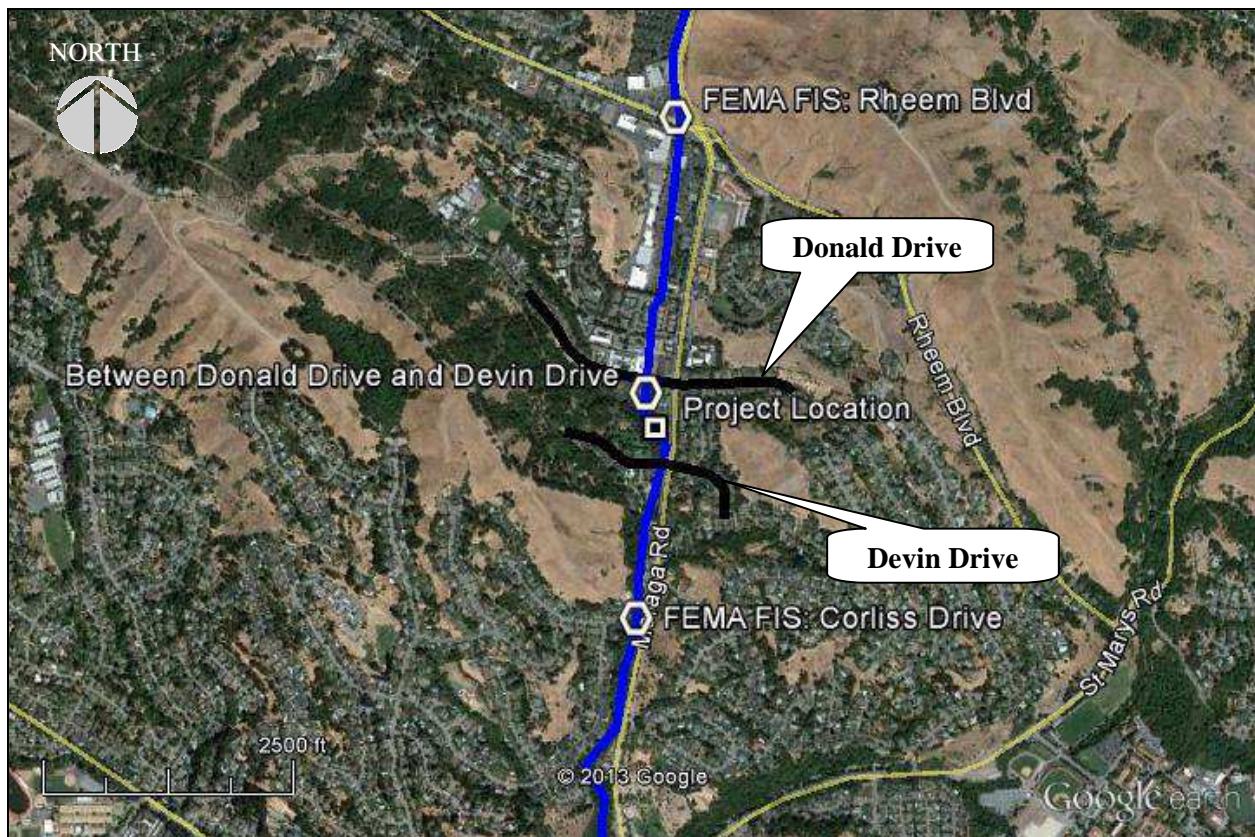 NORTH
FEMA FIS: Rheem Blvd
Donald Drive
Rheem Blvd
Between Donald Drive and Devin Drive
Project Location
Devin Drive
FEMA FIS: Corliss Drive
St-Marys Rd
2500 ft
© 2013 Google
Google earth